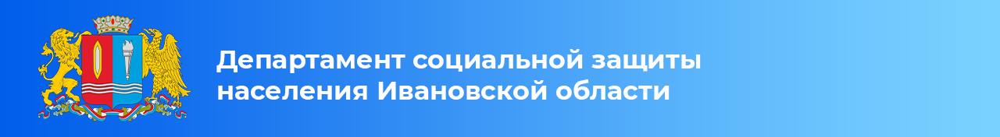 Департамент социальной защиты
населения Ивановской области